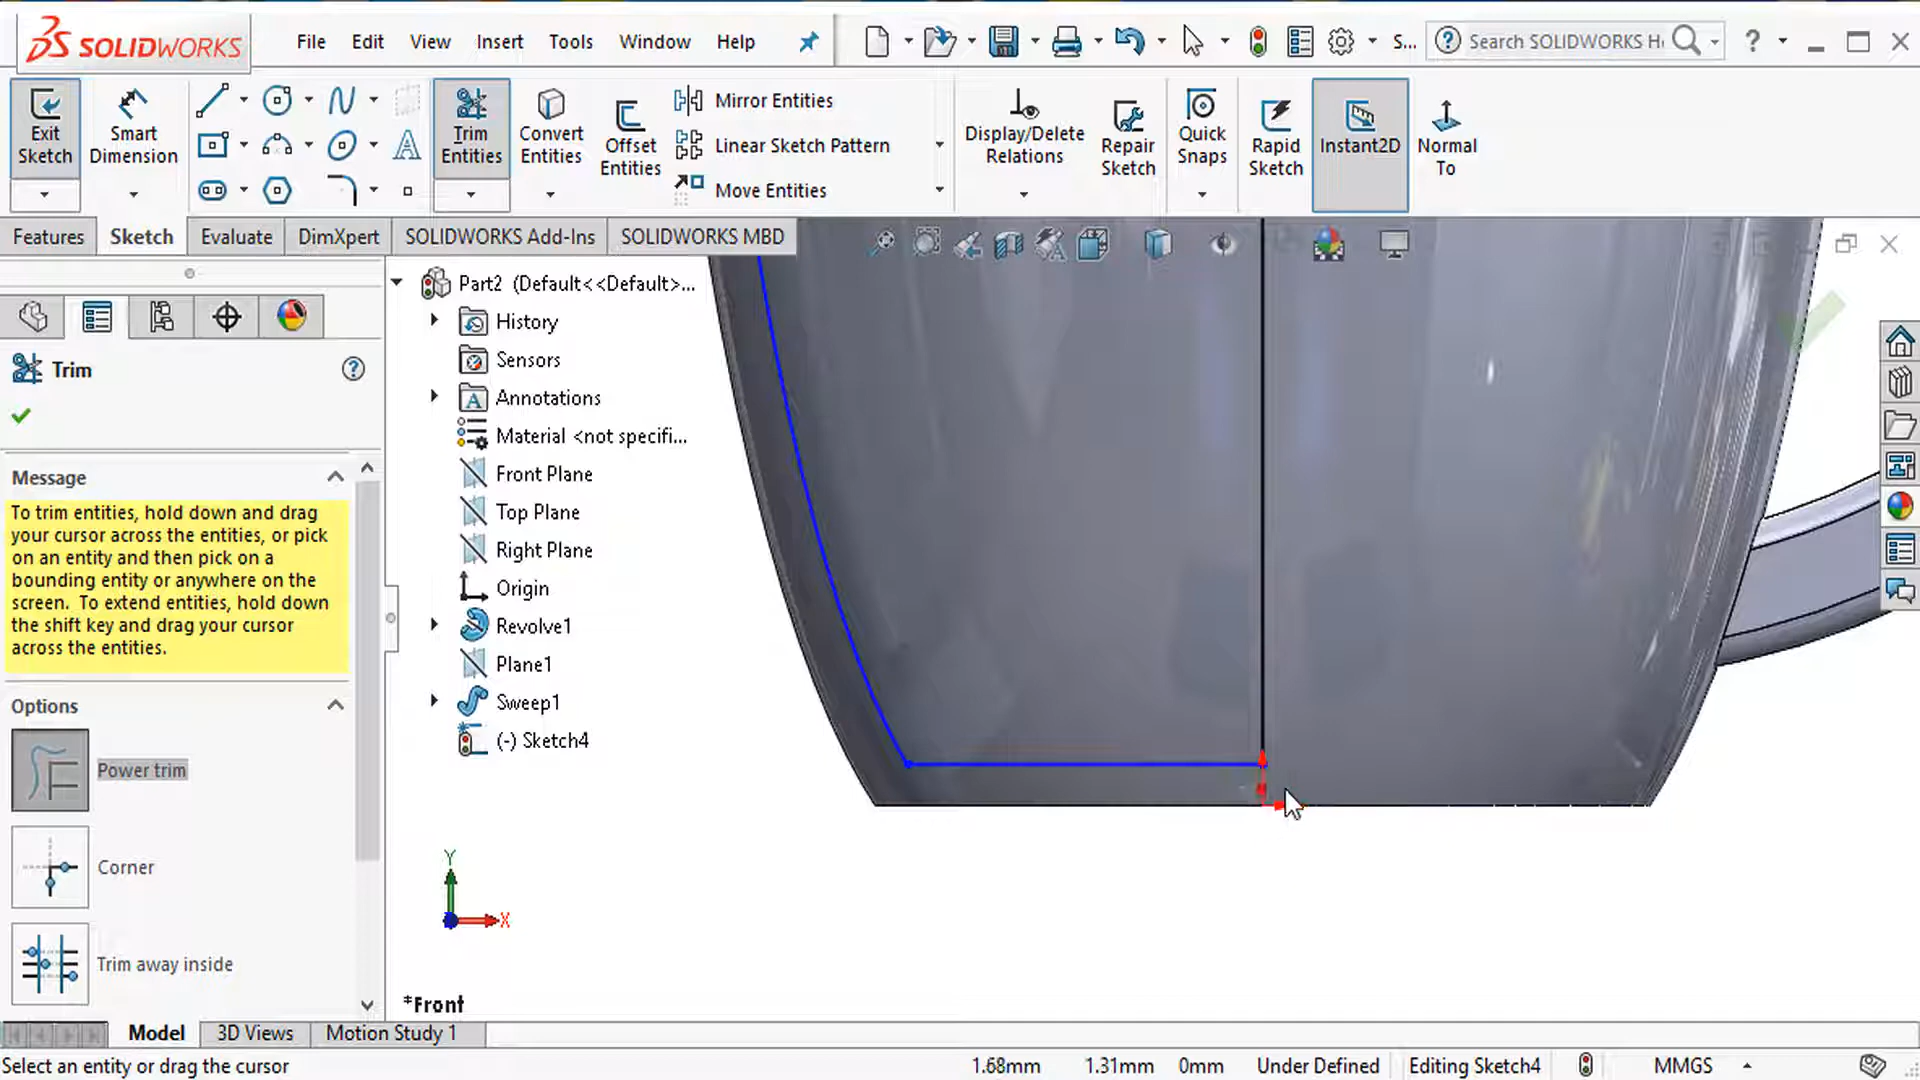 SOLIDWORKS
File Edit View Insert Tools Window Help
S...
Search SOLIDWORKS H
Exit Sketch
Smart Dimension
Trim Entities
Convert Entities
Offset Entities
Mirror Entities
Linear Sketch Pattern
Move Entities
Display/Delete Relations
Repair Sketch
Quick Snaps
Rapid Sketch
Instant2D
Normal To
Features Sketch Evaluate DimXpert SOLIDWORKS Add-Ins SOLIDWORKS MBD
Trim
Message
To trim entities, hold down and drag
your cursor across the entities, or pick
on an entity and then pick on a
bounding entity or anywhere on the
screen. To extend entities, hold down
the shift key and drag your cursor
across the entities.
Options
Power trim
Corner
Trim away inside
Part2 (Default<<Default>...
History
Sensors
Annotations
Material <not specifi...
Front Plane
Top Plane
Right Plane
Origin
Revolve1
Plane1
Sweep1
(-) Sketch4
Y
X
*Front
Model 3D Views Motion Study 1
Select an entity or drag the cursor 1.68mm 1.31mm 0mm Under Defined Editing Sketch4 MMGS